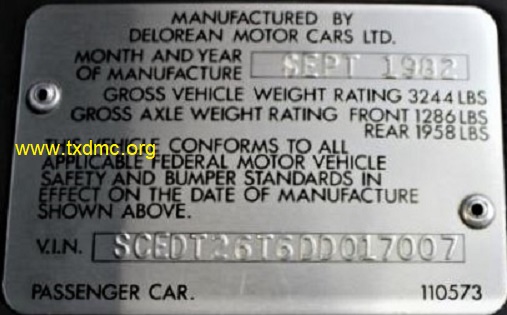 MANUFACTURED BY
DELOREAN MOTOR CARS LTD.
MONTH AND YEAR
OF MANUFACTURE SEPT 1982
GROSS VEHICLE WEIGHT RATING 3244 LBS
GROSS AXLE WEIGHT RATING FRONT 1286 LBS
REAR 1958 LBS
THIS VEHICLE CONFORMS TO ALL
www.txdmc.org
APPLICABLE FEDERAL MOTOR VEHICLE
SAFETY AND BUMPER STANDARDS IN
EFFECT ON THE DATE OF MANUFACTURE
SHOWN ABOVE.
V.I.N. SCEDT26T6DD017007
PASSENGER CAR. 110573